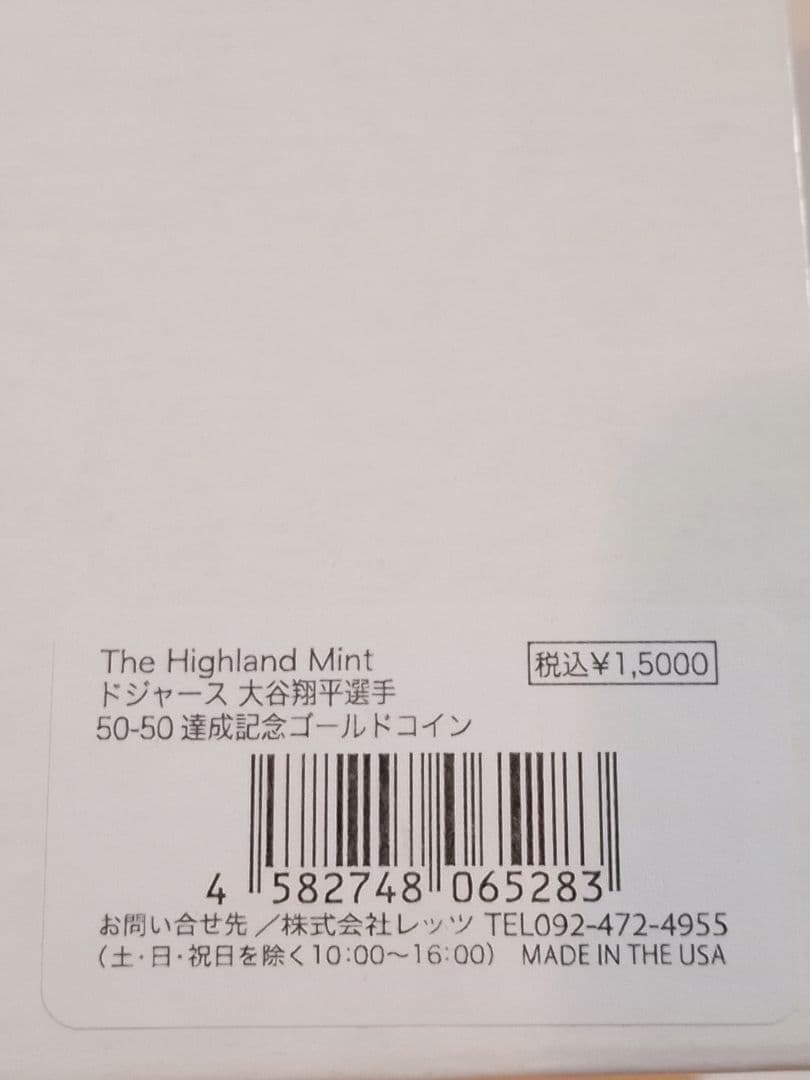 The Highland Mint
税込¥1,5000
ドジャース 大谷翔平選手
50-50 達成記念ゴールドコイン
4 582748 065283
お問い合せ先／株式会社レッツ TEL092-472-4955
（土・日・祝日を除く10:00〜16:00） MADE IN THE USA